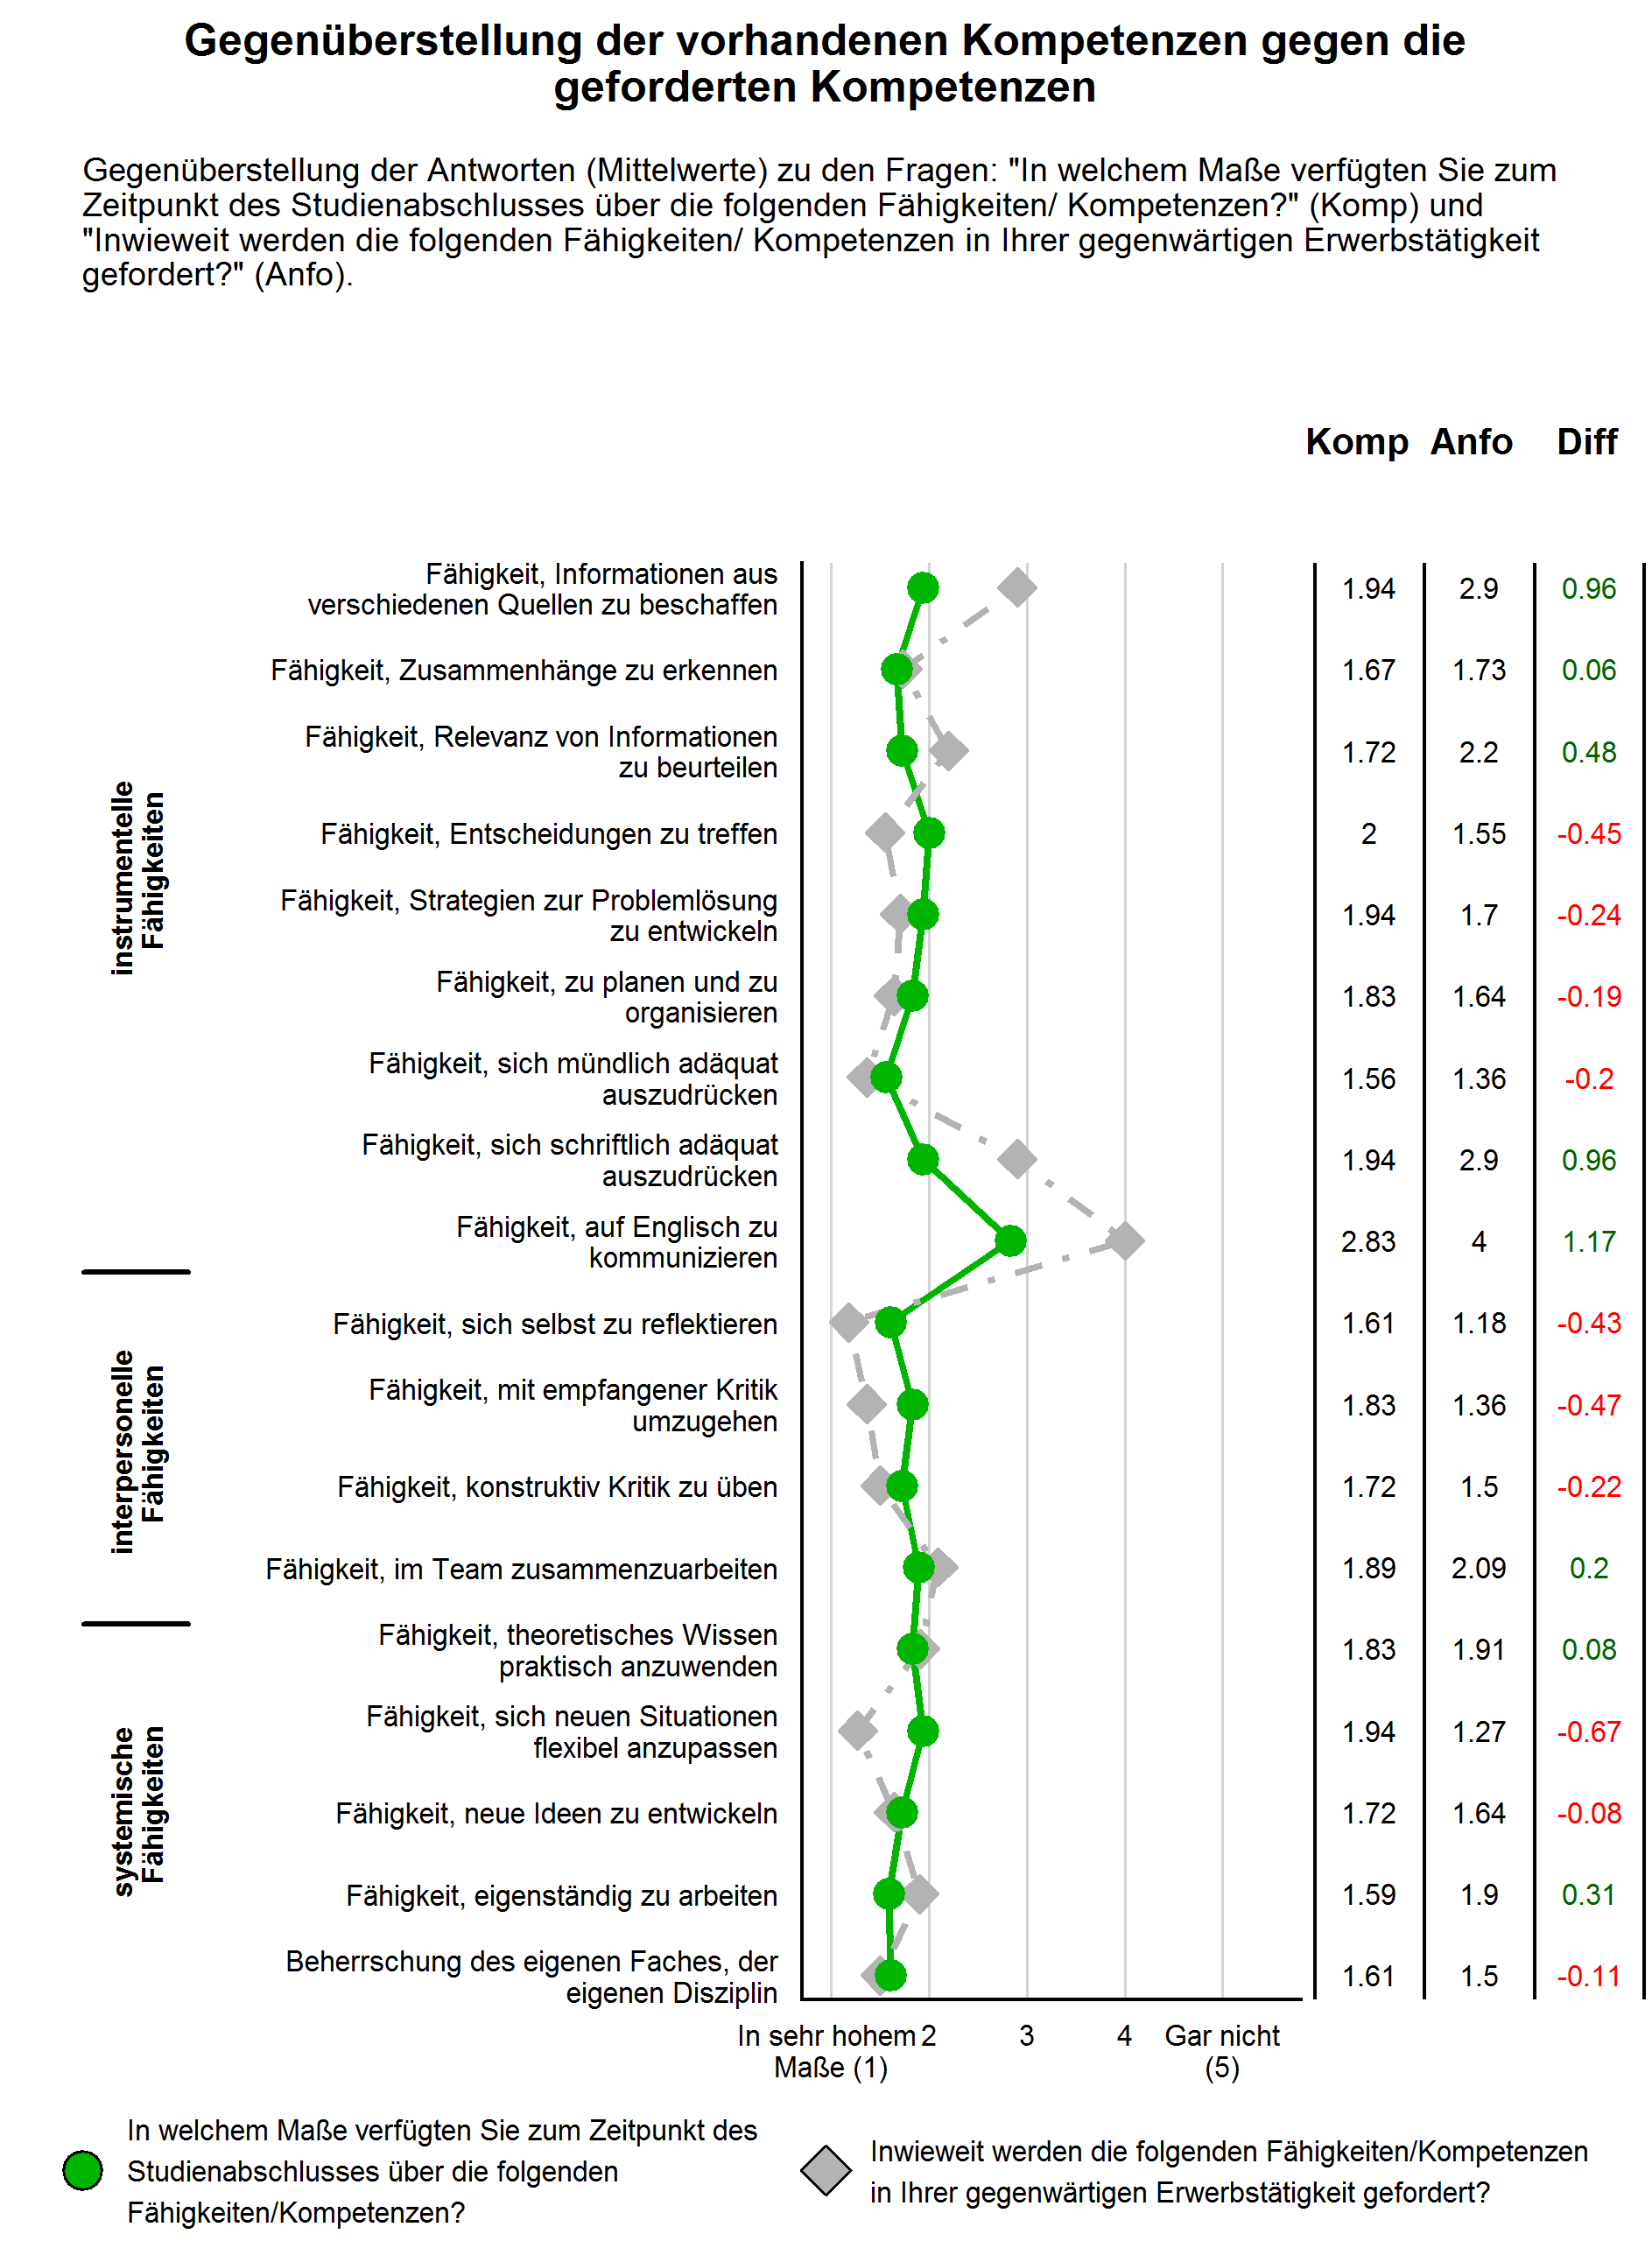 Gegenüberstellung der vorhandenen Kompetenzen gegen die
geforderten Kompetenzen
Gegenüberstellung der Antworten (Mittelwerte) zu den Fragen: "In welchem Maße verfügten Sie zum
Zeitpunkt des Studienabschlusses über die folgenden Fähigkeiten/ Kompetenzen?" (Komp) und
"Inwieweit werden die folgenden Fähigkeiten/ Kompetenzen in Ihrer gegenwärtigen Erwerbstätigkeit
gefordert?" (Anfo).
Komp Anfo Diff
instrumentelle
Fähigkeiten
Fähigkeit, Informationen aus
verschiedenen Quellen zu beschaffen
1.94 2.9 0.96
Fähigkeit, Zusammenhänge zu erkennen
1.67 1.73 0.06
Fähigkeit, Relevanz von Informationen
zu beurteilen
1.72 2.2 0.48
Fähigkeit, Entscheidungen zu treffen
2 1.55 -0.45
Fähigkeit, Strategien zur Problemlösung
zu entwickeln
1.94 1.7 -0.24
Fähigkeit, zu planen und zu
organisieren
1.83 1.64 -0.19
Fähigkeit, sich mündlich adäquat
auszudrücken
1.56 1.36 -0.2
Fähigkeit, sich schriftlich adäquat
auszudrücken
1.94 2.9 0.96
Fähigkeit, auf Englisch zu
kommunizieren
2.83 4 1.17
interpersonelle
Fähigkeiten
Fähigkeit, sich selbst zu reflektieren
1.61 1.18 -0.43
Fähigkeit, mit empfangener Kritik
umzugehen
1.83 1.36 -0.47
Fähigkeit, konstruktiv Kritik zu üben
1.72 1.5 -0.22
Fähigkeit, im Team zusammenzuarbeiten
1.89 2.09 0.2
systemische
Fähigkeiten
Fähigkeit, theoretisches Wissen
praktisch anzuwenden
1.83 1.91 0.08
Fähigkeit, sich neuen Situationen
flexibel anzupassen
1.94 1.27 -0.67
Fähigkeit, neue Ideen zu entwickeln
1.72 1.64 -0.08
Fähigkeit, eigenständig zu arbeiten
1.59 1.9 0.31
Beherrschung des eigenen Faches, der
eigenen Disziplin
1.61 1.5 -0.11
In sehr hohem 2 3 4 Gar nicht
Maße (1) (5)
In welchem Maße verfügten Sie zum Zeitpunkt des
Studienabschlusses über die folgenden
Fähigkeiten/Kompetenzen?
Inwieweit werden die folgenden Fähigkeiten/Kompetenzen
in Ihrer gegenwärtigen Erwerbstätigkeit gefordert?